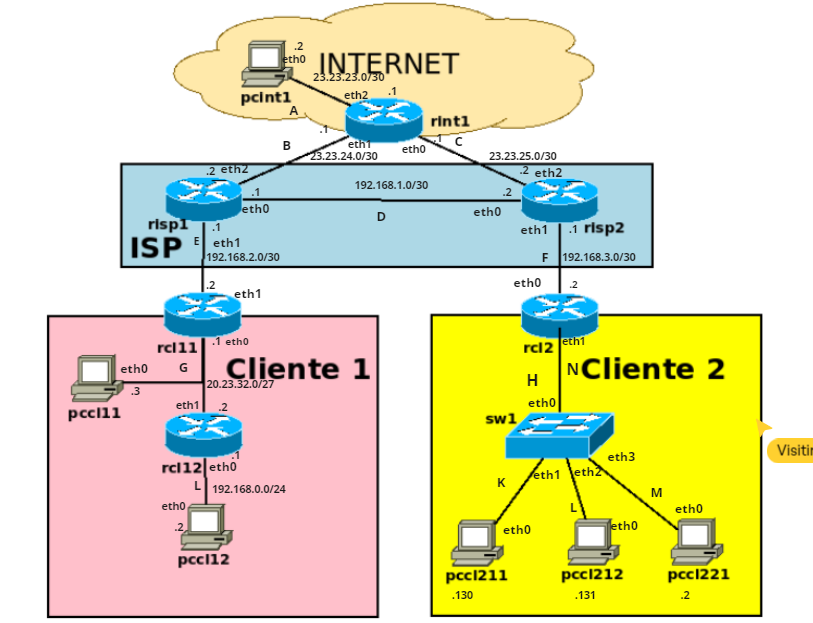 .2
eth0
INTERNET
23.23.23.0/30
pcint1
eth2
.1
A
rint1
.1
B
eth1
eth0
.1
C
23.23.24.0/30
23.23.25.0/30
.2
eth2
.2
eth2
192.168.1.0/30
.1
.2
eth0
eth0
D
risp1
.1
eth1
.1
risp2
E
eth1
ISP
192.168.2.0/30
F
192.168.3.0/30
.2
eth1
eth0
.2
rcl11
.1
eth0
rcl2
eth1
eth0
G
Cliente 1
H
N
Cliente 2
.3
20.23.32.0/27
pccl11
eth1
.2
eth0
sw1
.1
rcl12
eth0
eth3
eth1
eth2
L
192.168.0.0/24
K
M
eth0
L
eth0
.2
eth0
eth0
pccl12
pccl211
pccl212
pccl221
.130
.131
.2
Visitin